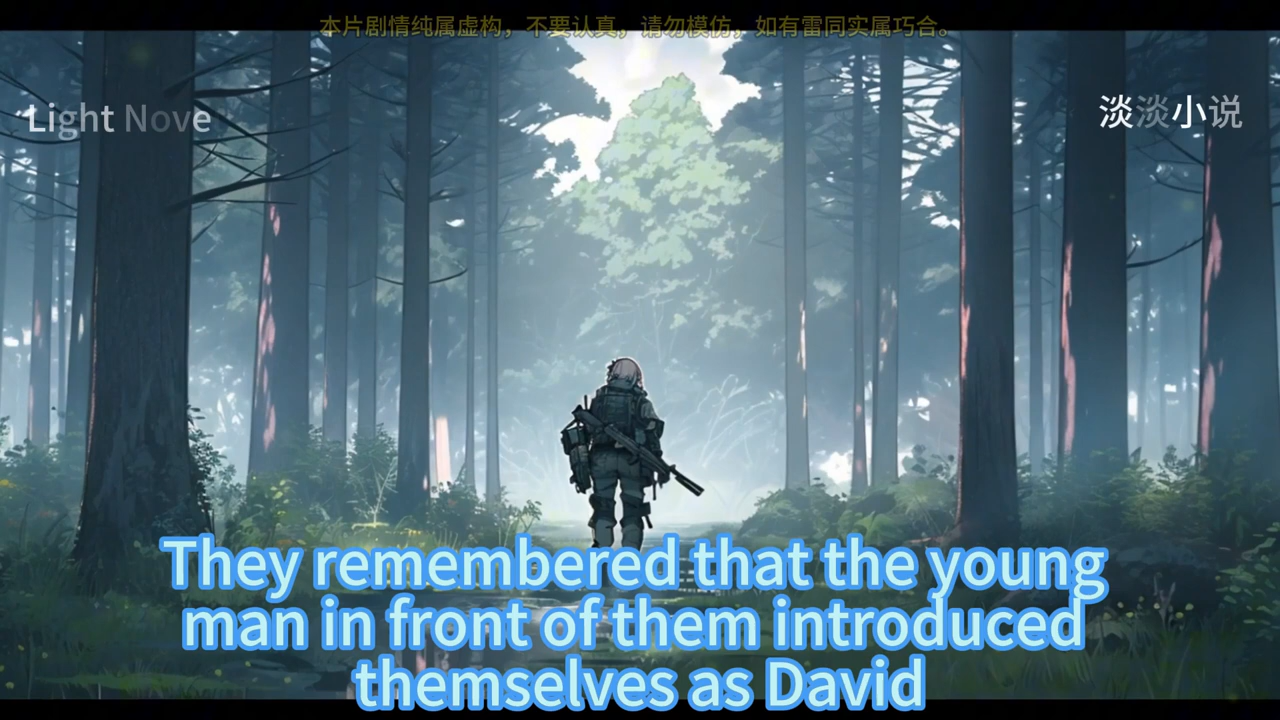 本片剧情纯属虚构，不要认真，请勿模仿，如有雷同实属巧合。
Light Nove
淡淡小说
They remembered that the young
man in front of them introduced
themselves as David